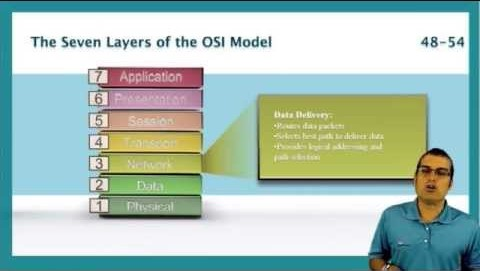 The Seven Layers of the OSI Model
48-54
7 Application
6 Presentation
5 Session
4 Transport
3 Network
2 Data
1 Physical
Data Delivery:
•Routes data packets
•Selects best path to deliver data
•Provides logical addressing and
path selection